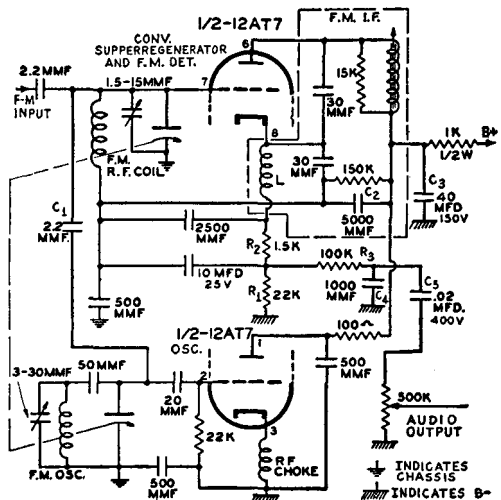 1/2-12AT7
F.M. I.F.
CONV.
SUPPERREGENERATOR
AND F.M. DET.
6
2.2MMF
1.5-15MMF
7
15K
F-M
INPUT
30
MMF
1K
B+
1/2W
8
F.M.
R.F. COIL
30
MMF
150K
L
C3
40
MFD
150V
C1
2.2
MMF
C2
5000
MMF
2500
MMF
R2
1.5K
100K
R3
10 MFD
25V
R1
22K
1000
MMF
C4
C5
.02
MFD.
400V
500
MMF
1/2-12AT7
OSC.
1
100Ω
3-30MMF
50MMF
2
500
MMF
20
MMF
500K
AUDIO
OUTPUT
22K
3
F.M. OSC.
500
MMF
RF
CHOKE
INDICATES
CHASSIS
INDICATES B-